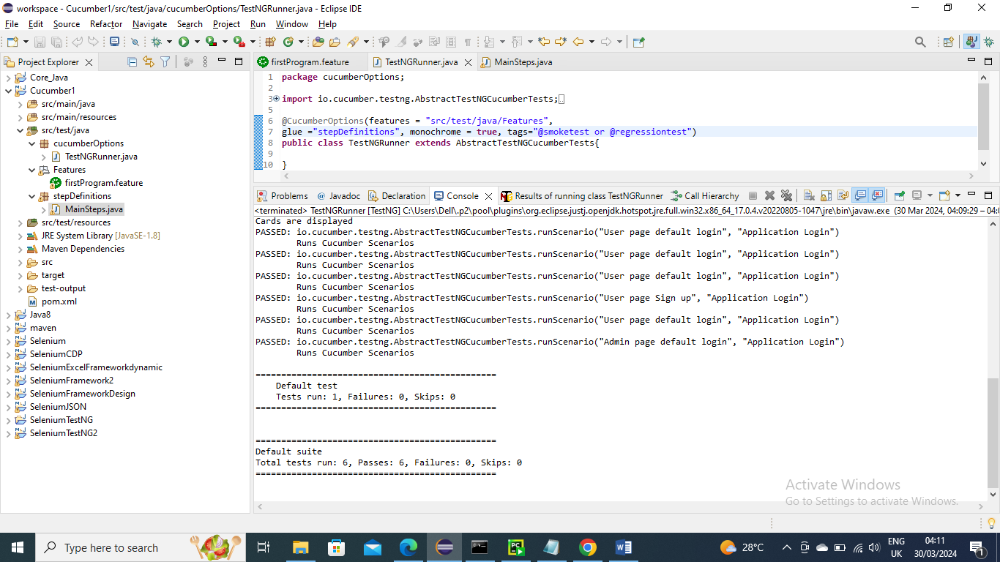 workspace - Cucumber1/src/test/java/cucumberOptions/TestNGRunner.java - Eclipse IDE
File Edit Source Refactor Navigate Search Project Run Window Help
Project Explorer
Core_Java
Cucumber1
src/main/java
src/main/resources
src/test/java
cucumberOptions
TestNGRunner.java
Features
firstProgram.feature
stepDefinitions
MainSteps.java
src/test/resources
JRE System Library [JavaSE-1.8]
Maven Dependencies
src
target
test-output
pom.xml
Java8
maven
Selenium
SeleniumCDP
SeleniumExcelFrameworkdynamic
SeleniumFramework2
SeleniumFrameworkDesign
SeleniumJSON
SeleniumTestNG
SeleniumTestNG2
firstProgram.feature TestNGRunner.java MainSteps.java
1 package cucumberOptions;
2
3 import io.cucumber.testng.AbstractTestNGCucumberTests;
5
6 @CucumberOptions(features = "src/test/java/Features",
7 glue ="stepDefinitions", monochrome = true, tags="@smoketest or @regressiontest")
8 public class TestNGRunner extends AbstractTestNGCucumberTests{
9
10 }
Problems @ Javadoc Declaration Console Results of running class TestNGRunner Call Hierarchy
<terminated> TestNGRunner [TestNG] C:\Users\Dell\.p2\pool\plugins\org.eclipse.justj.openjdk.hotspot.jre.full.win32.x86_64_17.0.4.v20220805-1047\jre\bin\javaw.exe (30 Mar 2024, 04:09:29 – 04:0
Cards are displayed
PASSED: io.cucumber.testng.AbstractTestNGCucumberTests.runScenario("User page default login", "Application Login")
Runs Cucumber Scenarios
PASSED: io.cucumber.testng.AbstractTestNGCucumberTests.runScenario("User page default login", "Application Login")
Runs Cucumber Scenarios
PASSED: io.cucumber.testng.AbstractTestNGCucumberTests.runScenario("User page default login", "Application Login")
Runs Cucumber Scenarios
PASSED: io.cucumber.testng.AbstractTestNGCucumberTests.runScenario("User page Sign up", "Application Login")
Runs Cucumber Scenarios
PASSED: io.cucumber.testng.AbstractTestNGCucumberTests.runScenario("User page default login", "Application Login")
Runs Cucumber Scenarios
PASSED: io.cucumber.testng.AbstractTestNGCucumberTests.runScenario("Admin page default login", "Application Login")
Runs Cucumber Scenarios
===============================================
Default test
Tests run: 1, Failures: 0, Skips: 0
===============================================
===============================================
Default suite
Total tests run: 6, Passes: 6, Failures: 0, Skips: 0
===============================================
Activate Windows
Go to Settings to activate Windows.
Type here to search
28°C
ENG
UK
04:11
30/03/2024
1